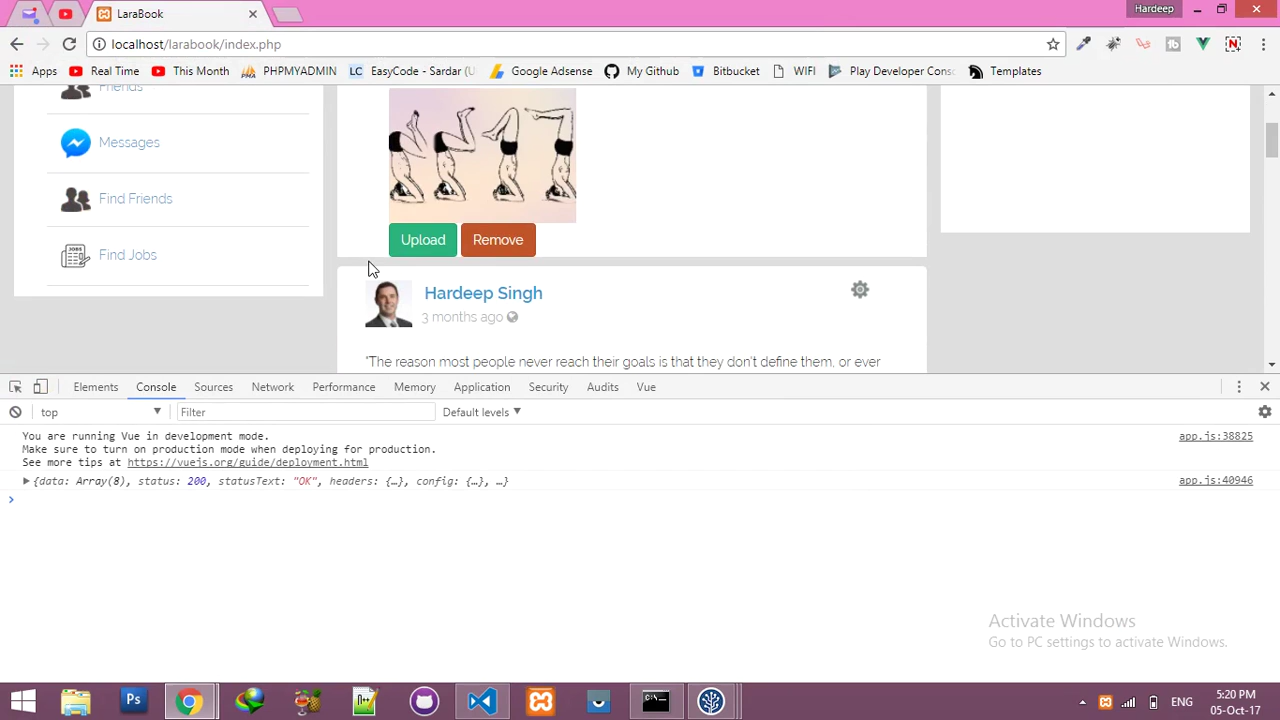 LaraBook
Hardeep
localhost/larabook/index.php
Apps Real Time This Month PHPMYADMIN EasyCode - Sardar (U Google Adsense My Github Bitbucket WIFI Play Developer Cons Templates
Friends
Messages
Find Friends
Find Jobs
Upload Remove
Hardeep Singh
3 months ago
"The reason most people never reach their goals is that they don't define them, or ever
Elements Console Sources Network Performance Memory Application Security Audits Vue
top Filter Default levels
You are running Vue in development mode. app.js:38825
Make sure to turn on production mode when deploying for production.
See more tips at https://vuejs.org/guide/deployment.html
{data: Array(8), status: 200, statusText: "OK", headers: {…}, config: {…}, …} app.js:40946
Activate Windows
Go to PC settings to activate Windows.
Ps
ENG
5:20 PM
05-Oct-17